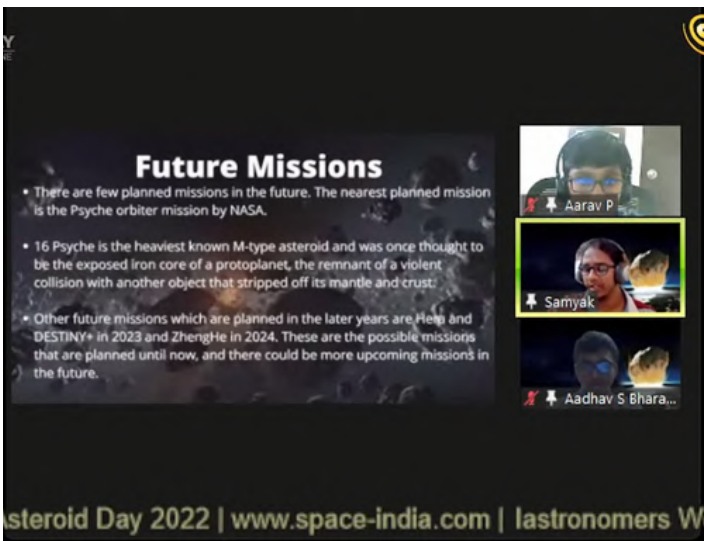 Y
NE
Future Missions
• There are few planned missions in the future. The nearest planned mission
is the Psyche orbiter mission by NASA.
• 16 Psyche is the heaviest known M-type asteroid and was once thought to
be the exposed iron core of a protoplanet, the remnant of a violent
collision with another object that stripped off its mantle and crust.
• Other future missions which are planned in the later years are Hera and
DESTINY+ in 2023 and ZhengHe in 2024. These are the possible missions
that are planned until now, and there could be more upcoming missions in
the future.
Aarav P
Samyak
Aadhav S Bhara...
steroid Day 2022 | www.space-india.com | Iastronomers W